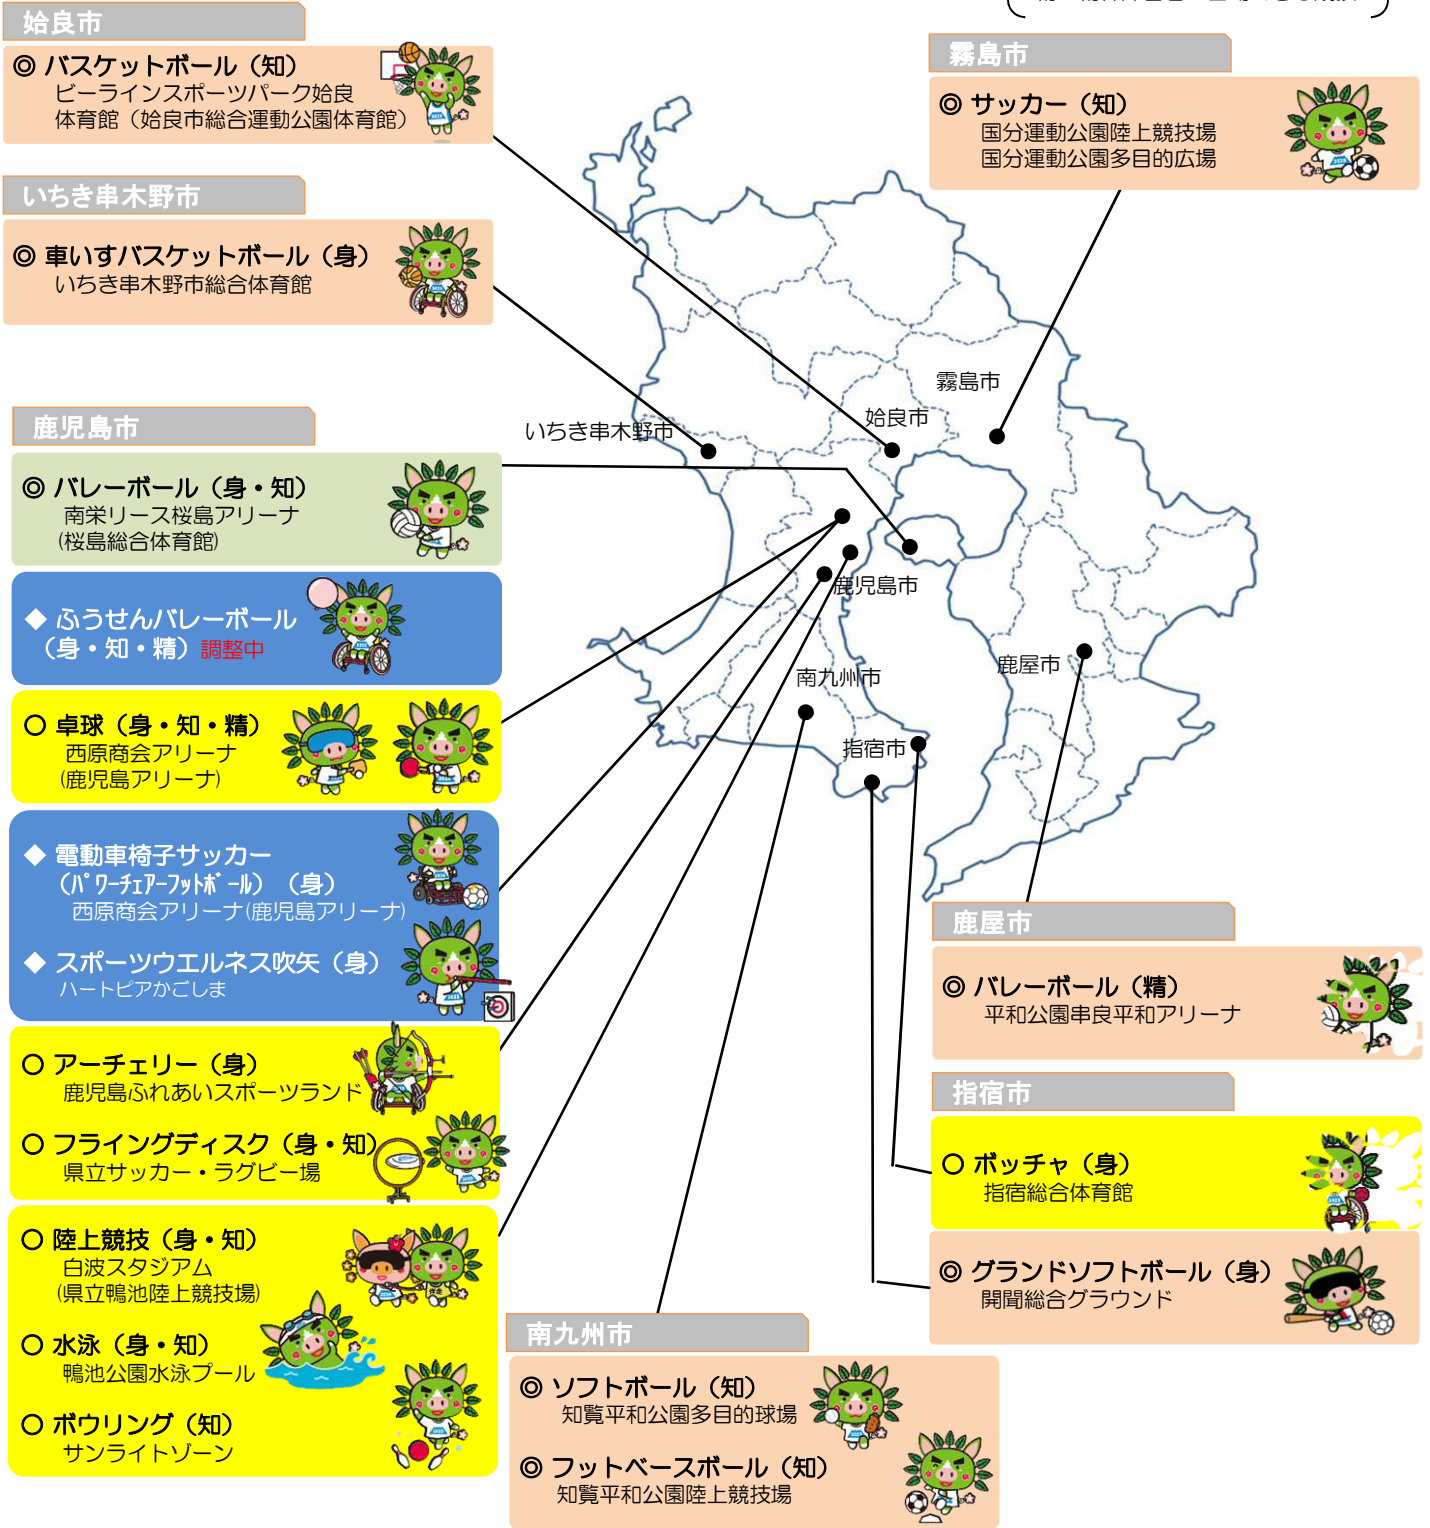 姶良市
◎ バスケットボール（知）
ビーラインスポーツパーク姶良
体育館（姶良市総合運動公園体育館）
いちき串木野市
◎ 車いすバスケットボール（身）
いちき串木野市総合体育館
霧島市
◎ サッカー（知）
国分運動公園陸上競技場
国分運動公園多目的広場
霧島市
姶良市
いちき串木野市
鹿児島市
鹿屋市
南九州市
指宿市
鹿児島市
◎ バレーボール（身・知）
南栄リース桜島アリーナ
(桜島総合体育館)
◆ ふうせんバレーボール
（身・知・精）調整中
○ 卓球（身・知・精）
西原商会アリーナ
(鹿児島アリーナ)
◆ 電動車椅子サッカー
（ﾊﾟﾜｰﾁｪｱｰﾌｯﾄﾎﾞｰﾙ）（身）
西原商会アリーナ(鹿児島アリーナ)
◆ スポーツウエルネス吹矢（身）
ハートピアかごしま
○ アーチェリー（身）
鹿児島ふれあいスポーツランド
○ フライングディスク（身・知）
県立サッカー・ラグビー場
○ 陸上競技（身・知）
白波スタジアム
(県立鴨池陸上競技場)
○ 水泳（身・知）
鴨池公園水泳プール
○ ボウリング（知）
サンライトゾーン
鹿屋市
◎ バレーボール（精）
平和公園串良平和アリーナ
指宿市
○ ボッチャ（身）
指宿総合体育館
◎ グランドソフトボール（身）
開聞総合グラウンド
南九州市
◎ ソフトボール（知）
知覧平和公園多目的球場
◎ フットベースボール（知）
知覧平和公園陸上競技場